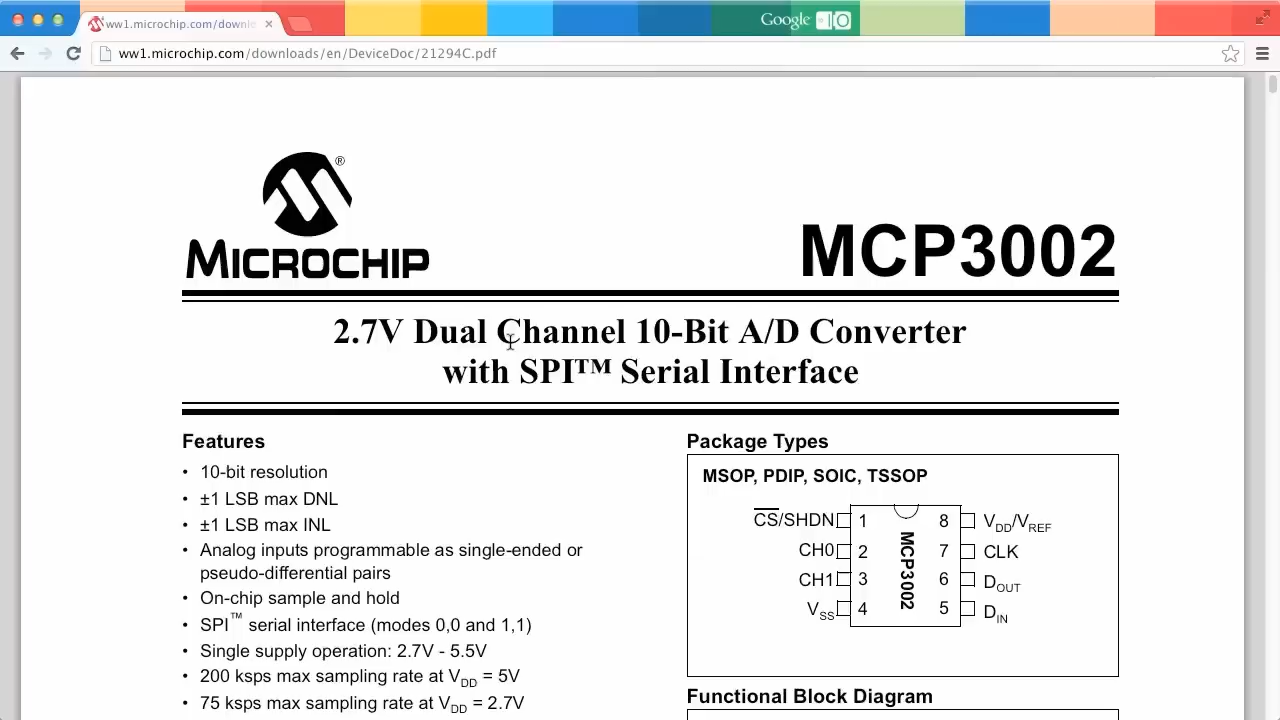 ww1.microchip.com/downlo
Google IO
ww1.microchip.com/downloads/en/DeviceDoc/21294C.pdf
MICROCHIP
®
MCP3002
2.7V Dual Channel 10-Bit A/D Converter
with SPI™ Serial Interface
Features
• 10-bit resolution
• ±1 LSB max DNL
• ±1 LSB max INL
• Analog inputs programmable as single-ended or
pseudo-differential pairs
• On-chip sample and hold
• SPI™ serial interface (modes 0,0 and 1,1)
• Single supply operation: 2.7V - 5.5V
• 200 ksps max sampling rate at VDD = 5V
• 75 ksps max sampling rate at VDD = 2.7V
Package Types
MSOP, PDIP, SOIC, TSSOP
CS/SHDN 1 8 VDD/VREF
CH0 2 7 CLK
CH1 3 6 DOUT
VSS 4 5 DIN
MCP3002
Functional Block Diagram